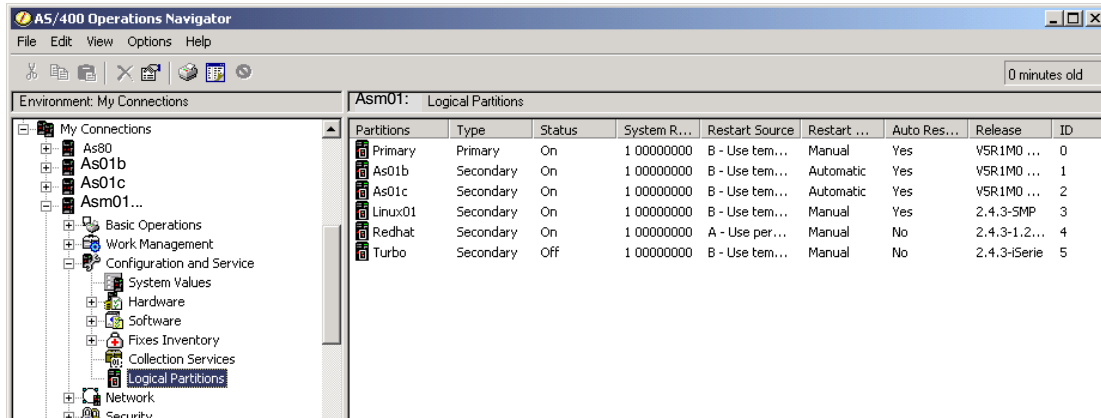 AS/400 Operations Navigator
File Edit View Options Help
0 minutes old
Environment: My Connections
Asm01: Logical Partitions
My Connections
As80
As01b
As01c
Asm01...
Basic Operations
Work Management
Configuration and Service
System Values
Hardware
Software
Fixes Inventory
Collection Services
Logical Partitions
Network
Security
Partitions Type Status System R... Restart Source Restart ... Auto Res... Release ID
Primary Primary On 1 00000000 B - Use tem... Manual Yes V5R1M0 ... 0
As01b Secondary On 1 00000000 B - Use tem... Automatic Yes V5R1M0 ... 1
As01c Secondary On 1 00000000 B - Use tem... Automatic Yes V5R1M0 ... 2
Linux01 Secondary On 1 00000000 B - Use tem... Manual Yes 2.4.3-SMP 3
Redhat Secondary On 1 00000000 A - Use per... Manual No 2.4.3-1.2... 4
Turbo Secondary Off 1 00000000 B - Use tem... Manual No 2.4.3-iSerie 5